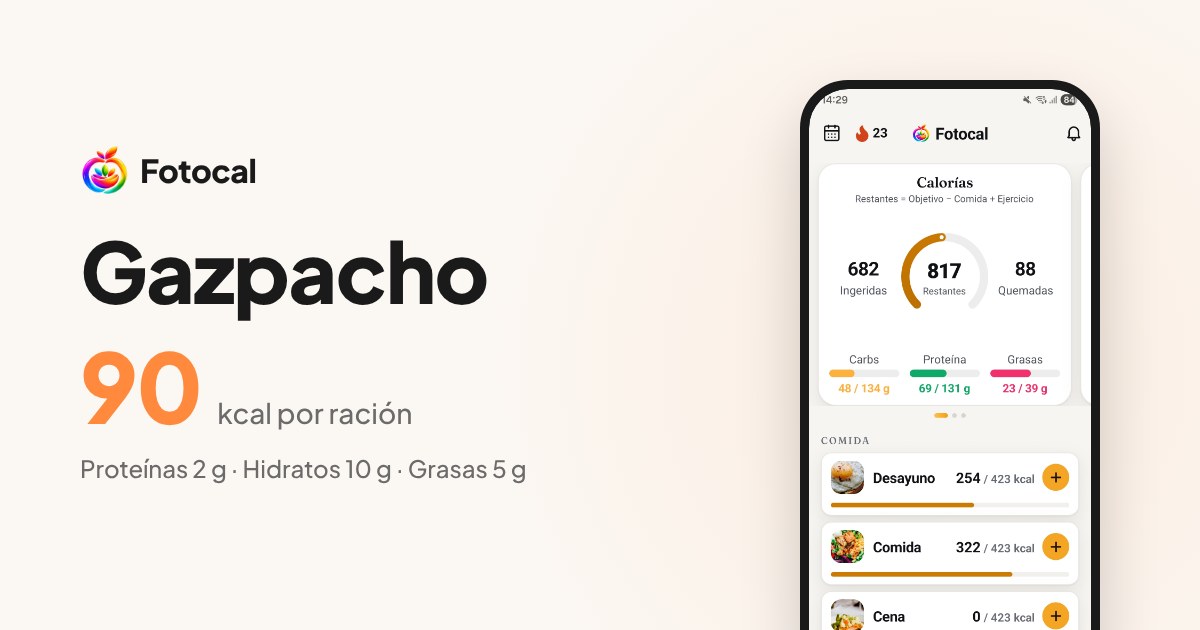 Fotocal
Gazpacho
90 kcal por ración
Proteínas 2 g · Hidratos 10 g · Grasas 5 g
14:29
84
23
Fotocal
Calorías
Restantes = Objetivo − Comida + Ejercicio
682
Ingeridas
817
Restantes
88
Quemadas
Carbs
48 / 134 g
Proteína
69 / 131 g
Grasas
23 / 39 g
COMIDA
Desayuno 254 / 423 kcal +
Comida 322 / 423 kcal +
Cena 0 / 423 kcal +